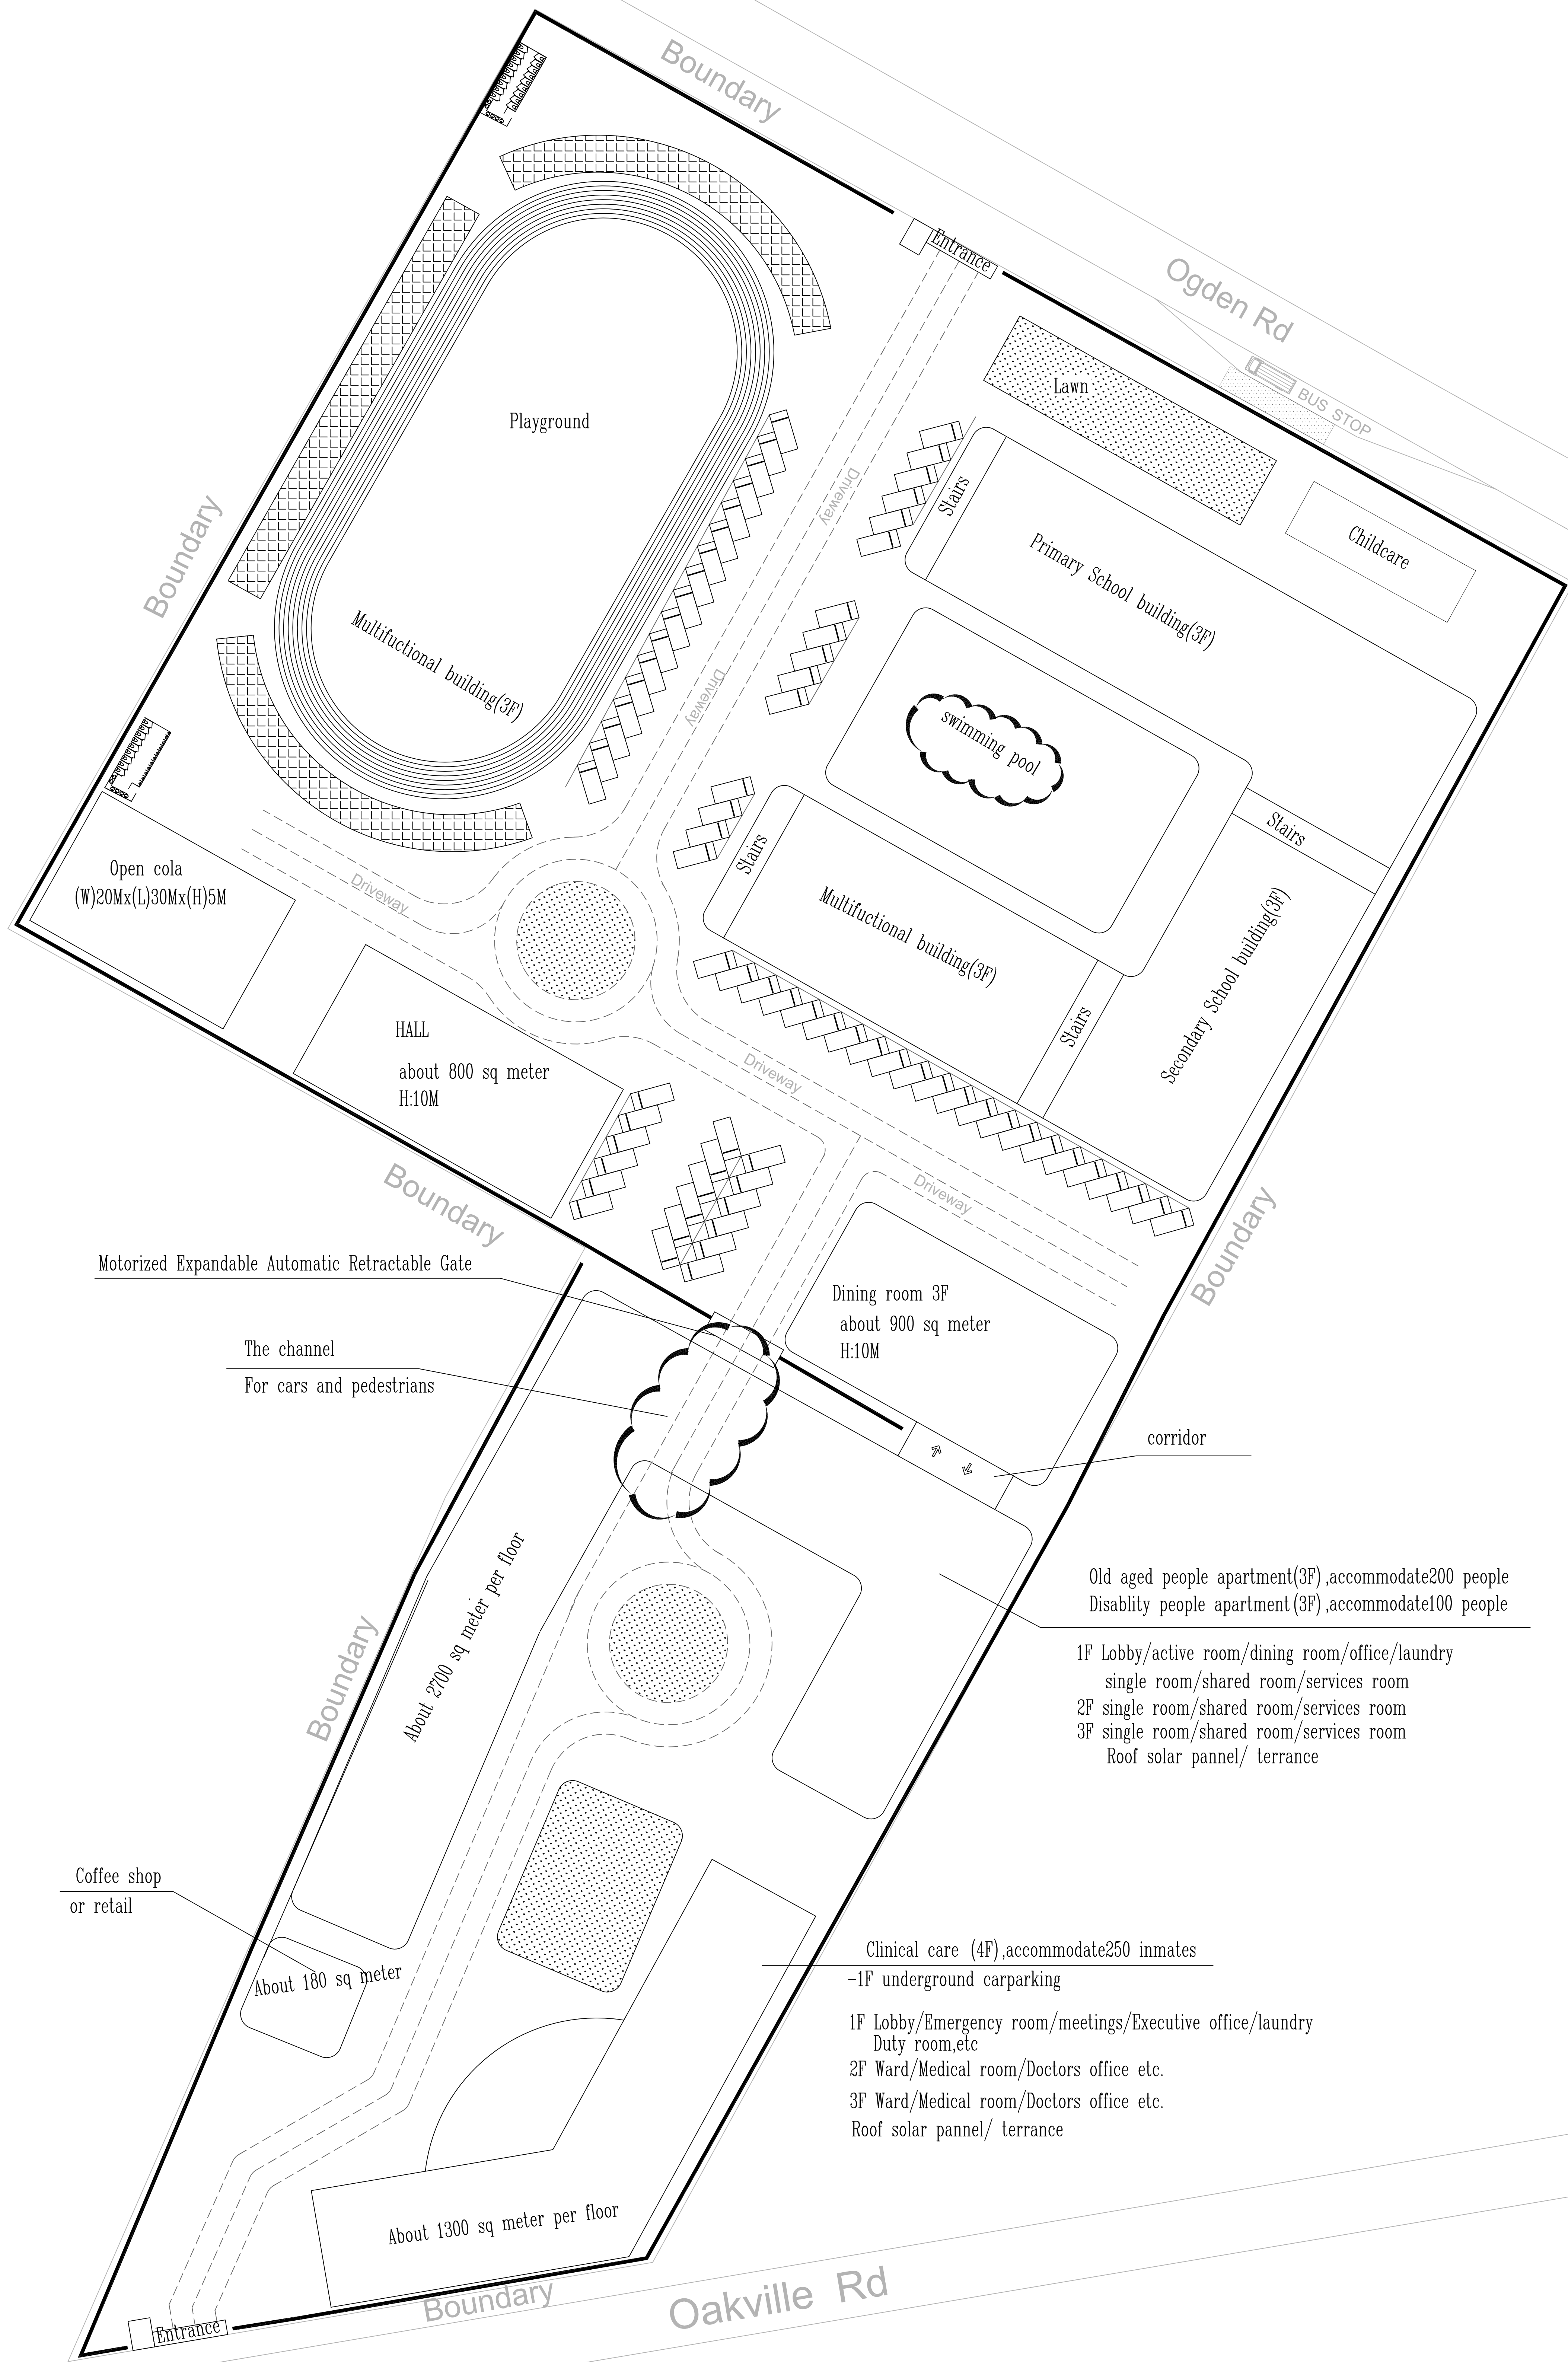 Boundary
Entrance
Ogden Rd
BUS STOP
Lawn
Playground
Driveway
Stairs
Childcare
Primary School building(3F)
Boundary
Multifuctional building(3F)
Driveway
swimming pool
Stairs
Stairs
Open cola
(W)20Mx(L)30Mx(H)5M
Driveway
Multifuctional building(3F)
Secondary School building(3F)
HALL
about 800 sq meter
H:10M
Driveway
Stairs
Boundary
Driveway
Boundary
Motorized Expandable Automatic Retractable Gate
Dining room 3F
about 900 sq meter
H:10M
The channel
For cars and pedestrians
corridor
About 2700 sq meter per floor
Old aged people apartment(3F),accommodate200 people
Disablity people apartment(3F),accommodate100 people
1F Lobby/active room/dining room/office/laundry
single room/shared room/services room
2F single room/shared room/services room
3F single room/shared room/services room
Roof solar pannel/ terrance
Boundary
Coffee shop
or retail
About 180 sq meter
Clinical care (4F),accommodate250 inmates
-1F underground carparking
1F Lobby/Emergency room/meetings/Executive office/laundry
Duty room,etc
2F Ward/Medical room/Doctors office etc.
3F Ward/Medical room/Doctors office etc.
Roof solar pannel/ terrance
About 1300 sq meter per floor
Boundary
Oakville Rd
Entrance